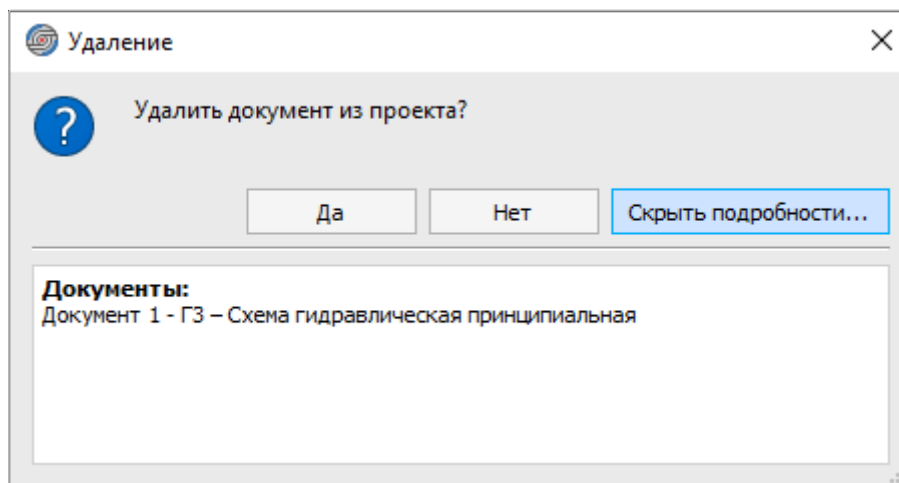 Удаление
Удалить документ из проекта?
Да
Нет
Скрыть подробности...
Документы:
Документ 1 - Г3 – Схема гидравлическая принципиальная